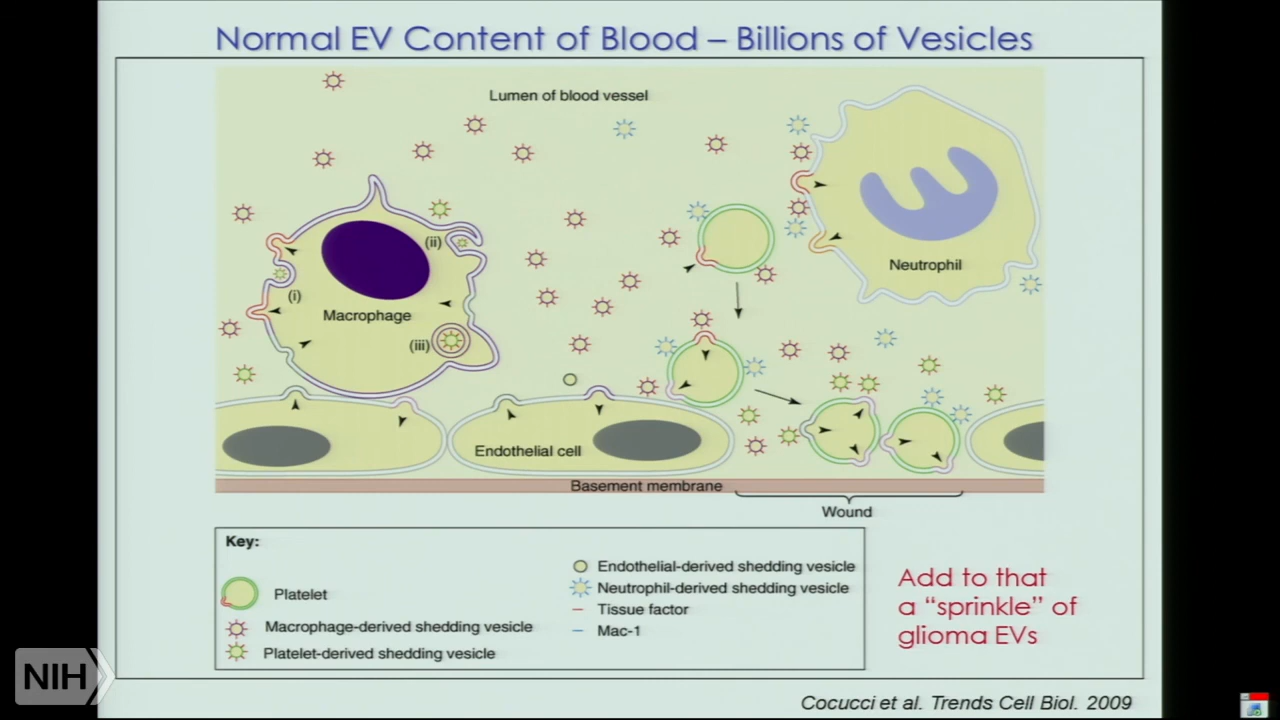 Normal EV Content of Blood – Billions of Vesicles
Lumen of blood vessel
(ii)
(i)
Macrophage
(iii)
Neutrophil
Endothelial cell
Basement membrane
Wound
Key:
Platelet
Macrophage-derived shedding vesicle
Platelet-derived shedding vesicle
Endothelial-derived shedding vesicle
Neutrophil-derived shedding vesicle
Tissue factor
Mac-1
Add to that
a “sprinkle” of
glioma EVs
NIH
Cocucci et al. Trends Cell Biol. 2009